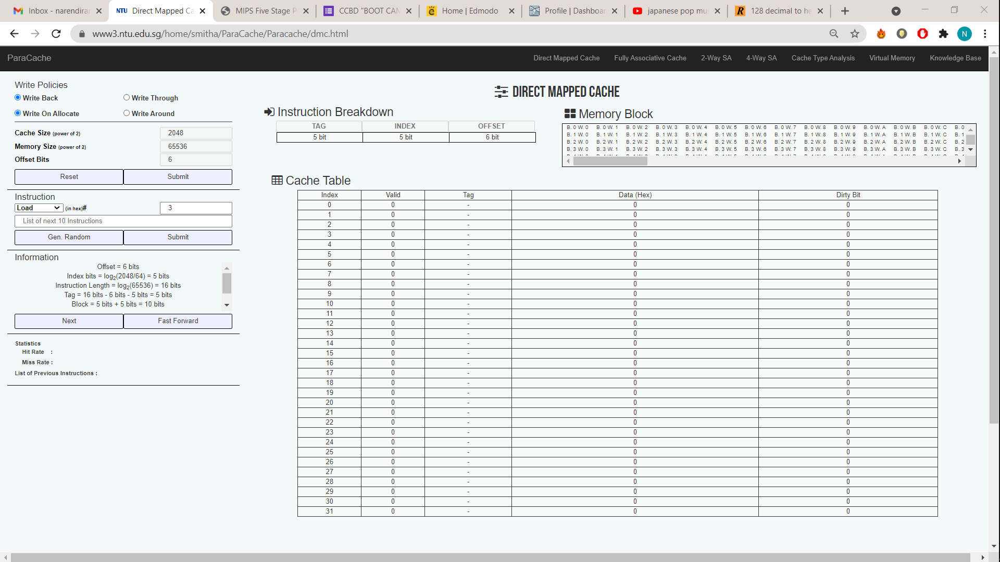 Inbox - narendiran
NTU Direct Mapped Ca
MIPS Five Stage P
CCBD "BOOT CAM
Home | Edmodo
Profile | Dashboar
japanese pop mus
128 decimal to he
www3.ntu.edu.sg/home/smitha/ParaCache/Paracache/dmc.html
N
ParaCache
Direct Mapped Cache Fully Associative Cache 2-Way SA 4-Way SA Cache Type Analysis Virtual Memory Knowledge Base
Write Policies
Write Back Write Through
Write On Allocate Write Around
Cache Size (power of 2) 2048
Memory Size (power of 2) 65536
Offset Bits 6
Reset Submit
Instruction
Load (in hex)# 3
List of next 10 Instructions
Gen. Random Submit
Information
Offset = 6 bits
Index bits = log2(2048/64) = 5 bits
Instruction Length = log2(65536) = 16 bits
Tag = 16 bits - 6 bits - 5 bits = 5 bits
Block = 5 bits + 5 bits = 10 bits
Next Fast Forward
Statistics
Hit Rate :
Miss Rate :
List of Previous Instructions :
DIRECT MAPPED CACHE
Instruction Breakdown
TAG INDEX OFFSET
5 bit 5 bit 6 bit
Memory Block
B. 0 W. 0 B. 0 W. 1 B. 0 W. 2 B. 0 W. 3 B. 0 W. 4 B. 0 W. 5 B. 0 W. 6 B. 0 W. 7 B. 0 W. 8 B. 0 W. 9 B. 0 W. A B. 0 W. B B. 0 W. C B. 0
B. 1 W. 0 B. 1 W. 1 B. 1 W. 2 B. 1 W. 3 B. 1 W. 4 B. 1 W. 5 B. 1 W. 6 B. 1 W. 7 B. 1 W. 8 B. 1 W. 9 B. 1 W. A B. 1 W. B B. 1 W. C B. 1
B. 2 W. 0 B. 2 W. 1 B. 2 W. 2 B. 2 W. 3 B. 2 W. 4 B. 2 W. 5 B. 2 W. 6 B. 2 W. 7 B. 2 W. 8 B. 2 W. 9 B. 2 W. A B. 2 W. B B. 2 W. C B. 2
B. 3 W. 0 B. 3 W. 1 B. 3 W. 2 B. 3 W. 3 B. 3 W. 4 B. 3 W. 5 B. 3 W. 6 B. 3 W. 7 B. 3 W. 8 B. 3 W. 9 B. 3 W. A B. 3 W. B B. 3 W. C B. 3
Cache Table
Index Valid Tag Data (Hex) Dirty Bit
0 0 - 0 0
1 0 - 0 0
2 0 - 0 0
3 0 - 0 0
4 0 - 0 0
5 0 - 0 0
6 0 - 0 0
7 0 - 0 0
8 0 - 0 0
9 0 - 0 0
10 0 - 0 0
11 0 - 0 0
12 0 - 0 0
13 0 - 0 0
14 0 - 0 0
15 0 - 0 0
16 0 - 0 0
17 0 - 0 0
18 0 - 0 0
19 0 - 0 0
20 0 - 0 0
21 0 - 0 0
22 0 - 0 0
23 0 - 0 0
24 0 - 0 0
25 0 - 0 0
26 0 - 0 0
27 0 - 0 0
28 0 - 0 0
29 0 - 0 0
30 0 - 0 0
31 0 - 0 0